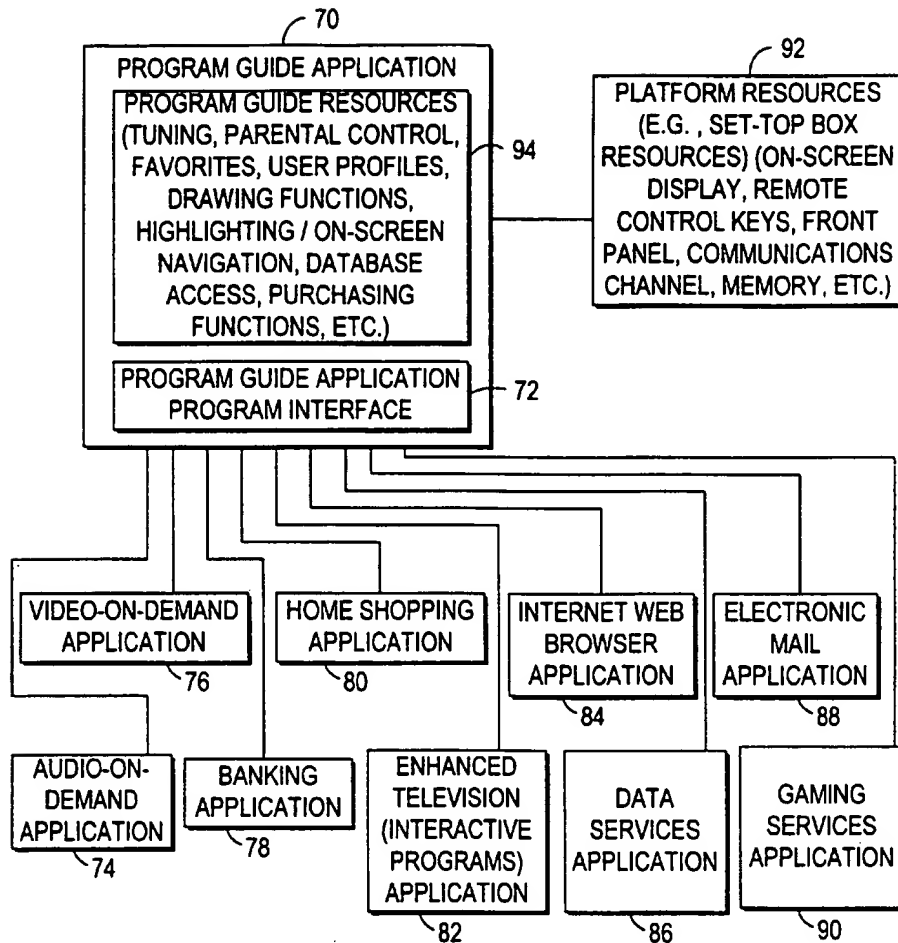 70
PROGRAM GUIDE APPLICATION
PROGRAM GUIDE RESOURCES
(TUNING, PARENTAL CONTROL,
FAVORITES, USER PROFILES,
DRAWING FUNCTIONS,
HIGHLIGHTING / ON-SCREEN
NAVIGATION, DATABASE
ACCESS, PURCHASING
FUNCTIONS, ETC.)
94
PROGRAM GUIDE APPLICATION
PROGRAM INTERFACE
72
92
PLATFORM RESOURCES
(E.G. , SET-TOP BOX
RESOURCES) (ON-SCREEN
DISPLAY, REMOTE
CONTROL KEYS, FRONT
PANEL, COMMUNICATIONS
CHANNEL, MEMORY, ETC.)
VIDEO-ON-DEMAND
APPLICATION
76
HOME SHOPPING
APPLICATION
80
INTERNET WEB
BROWSER
APPLICATION
84
ELECTRONIC
MAIL
APPLICATION
88
AUDIO-ON-
DEMAND
APPLICATION
74
BANKING
APPLICATION
78
ENHANCED
TELEVISION
(INTERACTIVE
PROGRAMS)
APPLICATION
82
DATA
SERVICES
APPLICATION
86
GAMING
SERVICES
APPLICATION
90